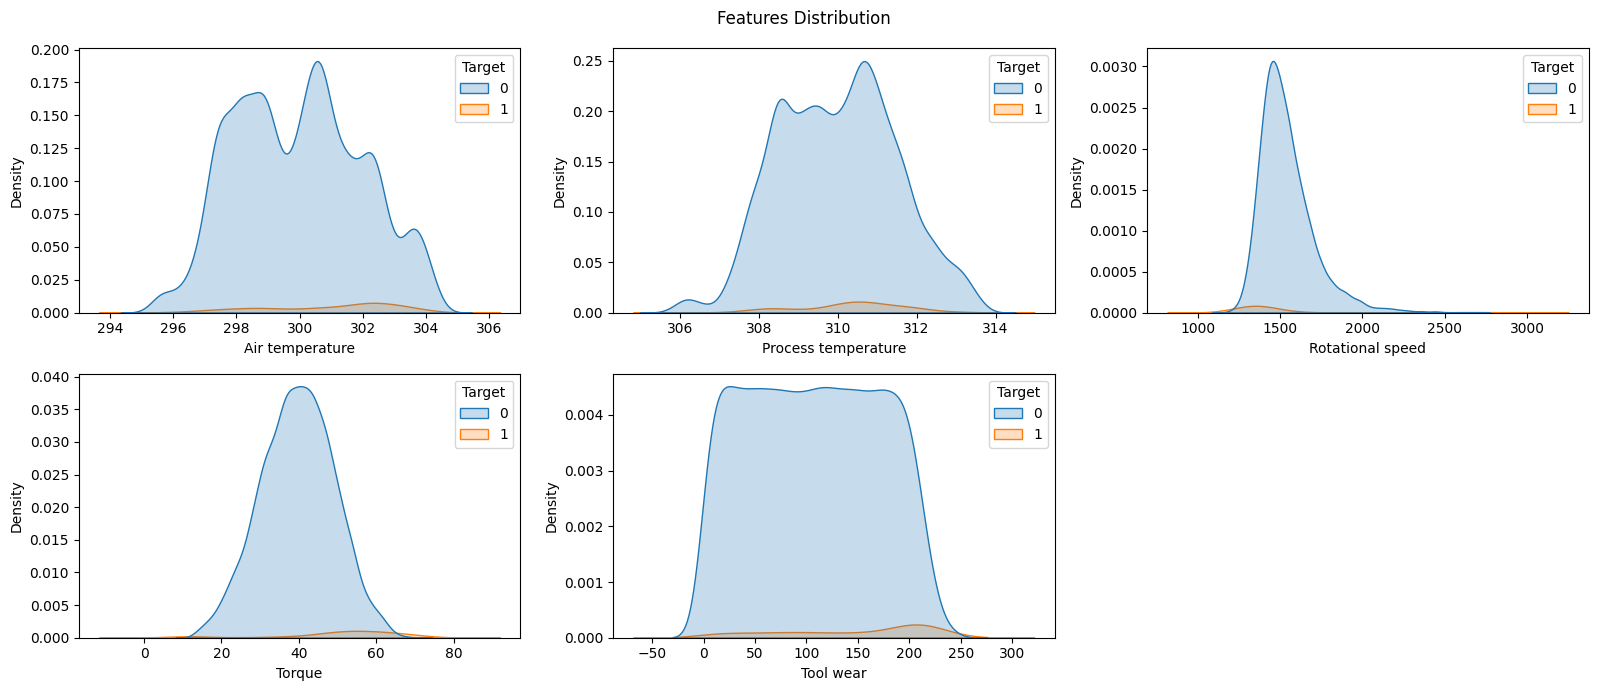 Features Distribution
0.200
0.175
0.150
0.125
0.100
0.075
0.050
0.025
0.000
Density
294 296 298 300 302 304 306
Air temperature
Target
0
1
0.25
0.20
0.15
0.10
0.05
0.00
Density
306 308 310 312 314
Process temperature
Target
0
1
0.0030
0.0025
0.0020
0.0015
0.0010
0.0005
0.0000
Density
1000 1500 2000 2500 3000
Rotational speed
Target
0
1
0.040
0.035
0.030
0.025
0.020
0.015
0.010
0.005
0.000
Density
0 20 40 60 80
Torque
Target
0
1
0.004
0.003
0.002
0.001
0.000
Density
−50 0 50 100 150 200 250 300
Tool wear
Target
0
1